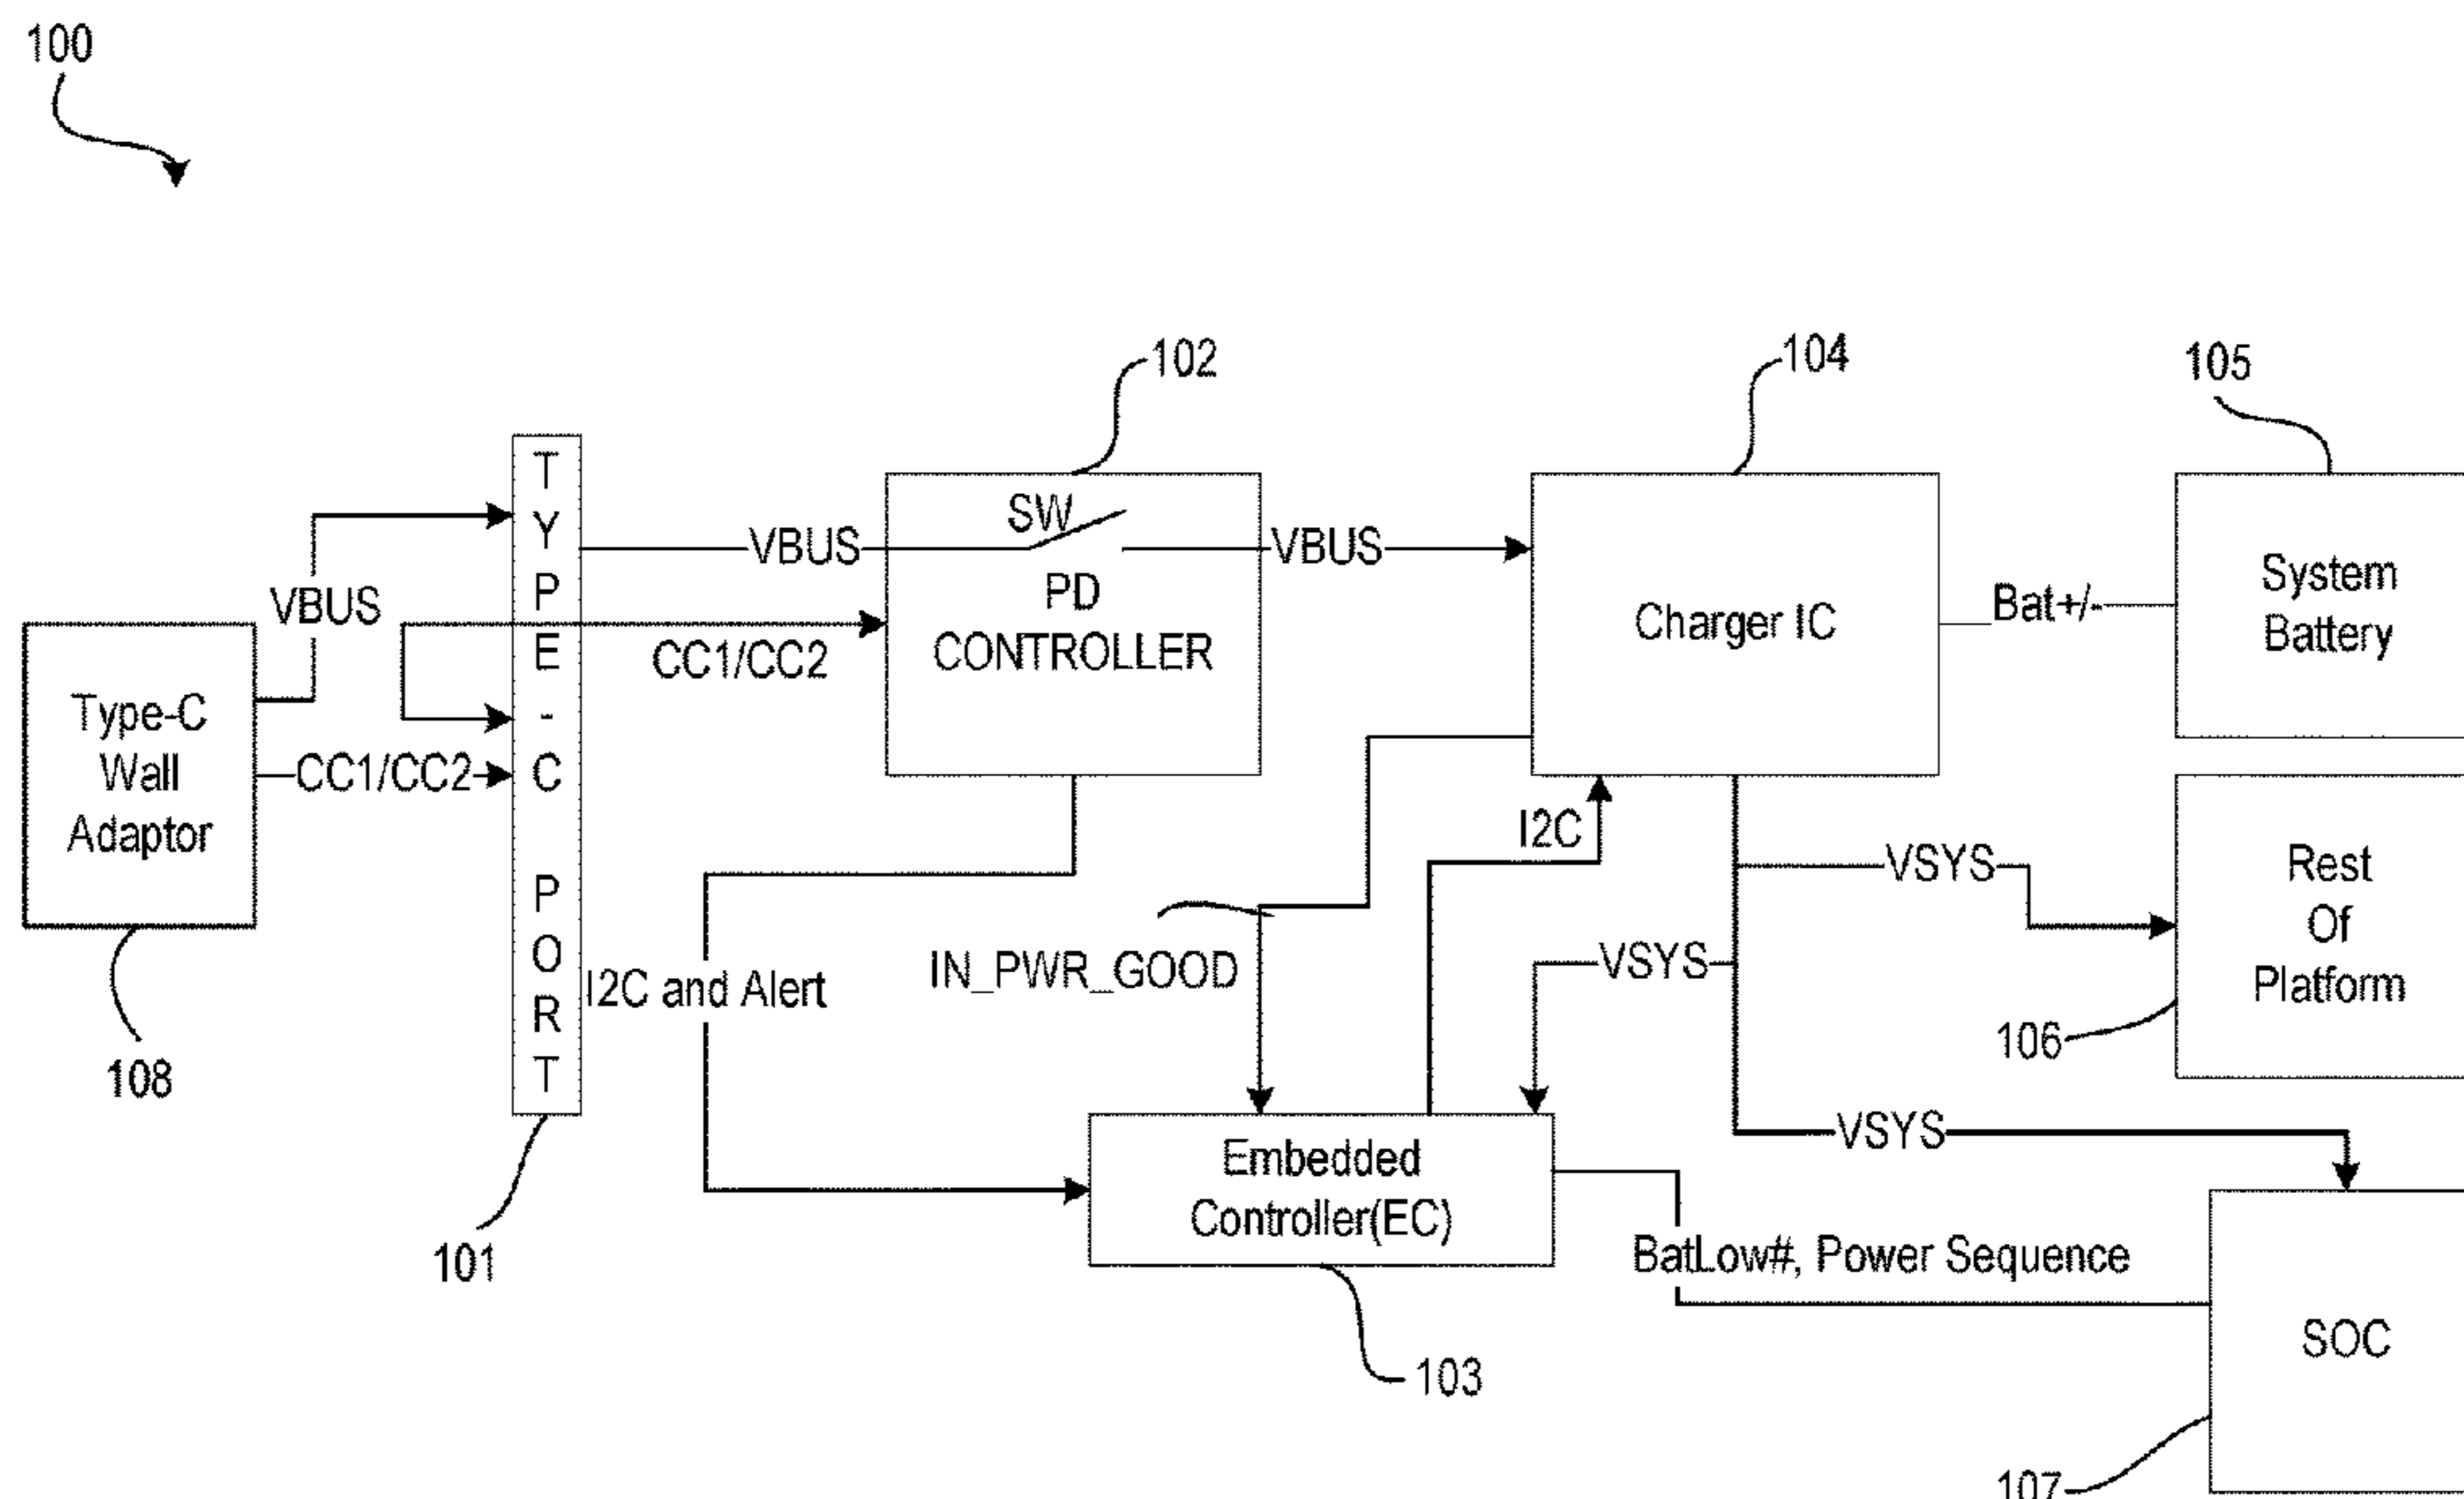 100
102
104
105
TYPE-C PORT
VBUS
SW
VBUS
VBUS
PD
CONTROLLER
CC1/CC2
Charger IC
Bat+/-
System
Battery
Type-C
Wall
Adaptor
CC1/CC2
I2C
VSYS
Rest
Of
Platform
I2C and Alert
IN_PWR_GOOD
VSYS
106
108
VSYS
Embedded
Controller(EC)
101
BatLow#, Power Sequence
SOC
103
107